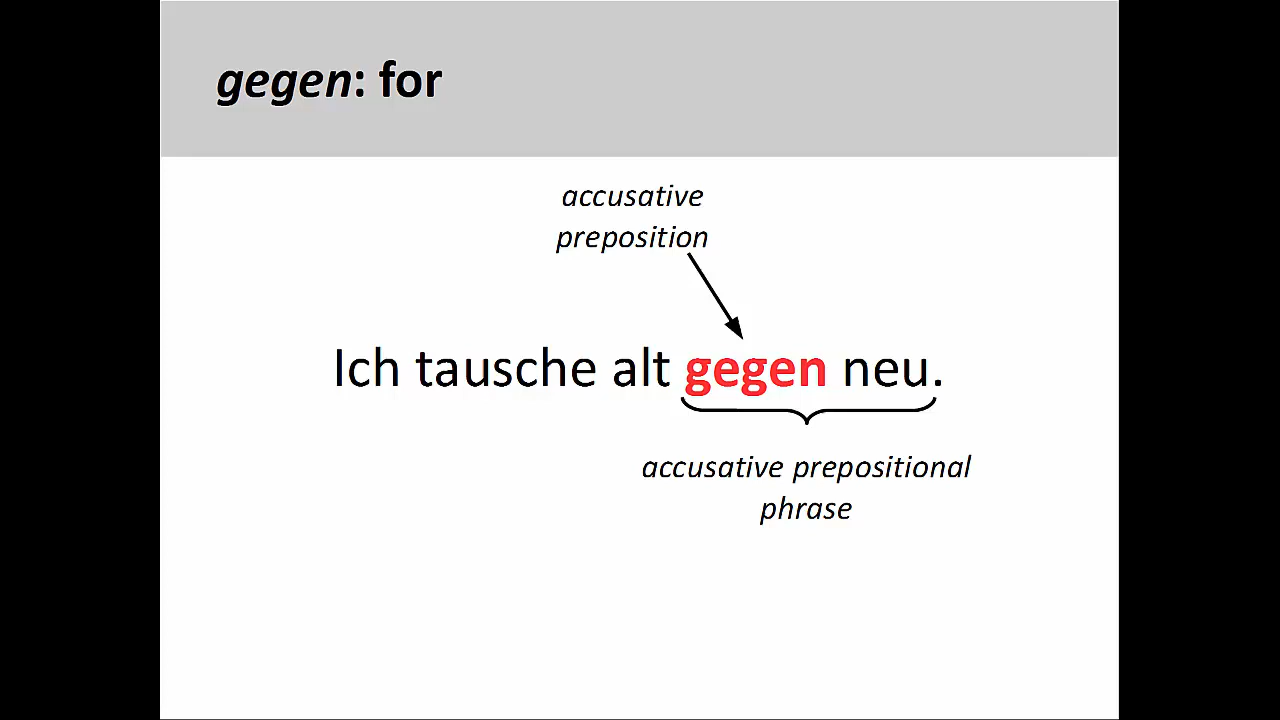 gegen: for
accusative
preposition
Ich tausche alt gegen neu.
accusative prepositional
phrase